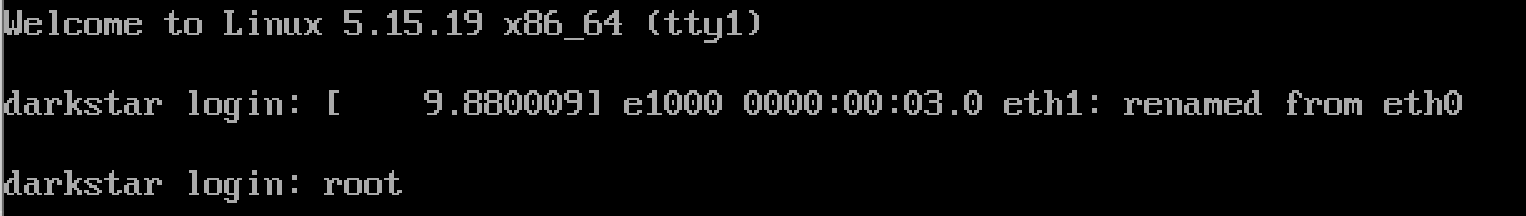 Welcome to Linux 5.15.19 x86_64 (tty1)
darkstar login: [    9.880009] e1000 0000:00:03.0 eth1: renamed from eth0
darkstar login: root